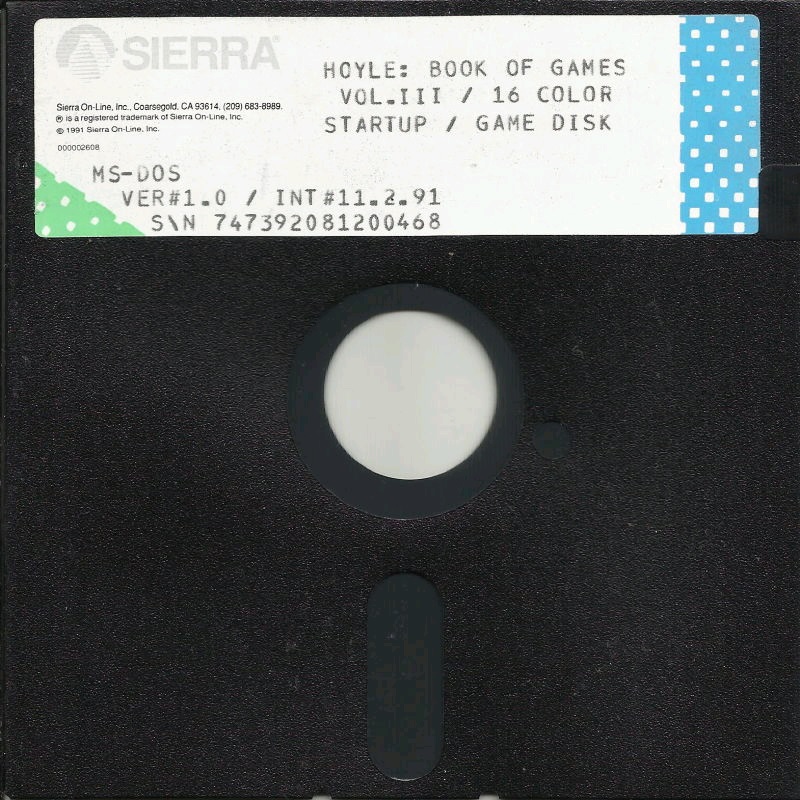 SIERRA®
HOYLE: BOOK OF GAMES
VOL.III / 16 COLOR
STARTUP / GAME DISK
Sierra On-Line, Inc., Coarsegold, CA 93614, (209) 683-8989.
® is a registered trademark of Sierra On-Line, Inc.
© 1991 Sierra On-Line, Inc.
000002608
MS-DOS
VER#1.0 / INT#11.2.91
S\N 747392081200468